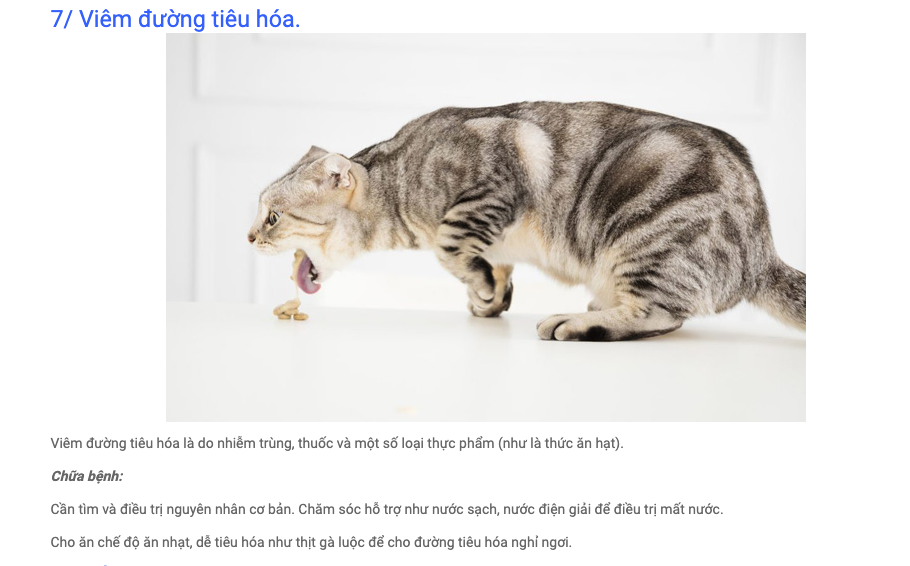 7/ Viêm đường tiêu hóa.
Viêm đường tiêu hóa là do nhiễm trùng, thuốc và một số loại thực phẩm (như là thức ăn hạt).
Chữa bệnh:
Cần tìm và điều trị nguyên nhân cơ bản. Chăm sóc hỗ trợ như nước sạch, nước điện giải để điều trị mất nước.
Cho ăn chế độ ăn nhạt, dễ tiêu hóa như thịt gà luộc để cho đường tiêu hóa nghỉ ngơi.